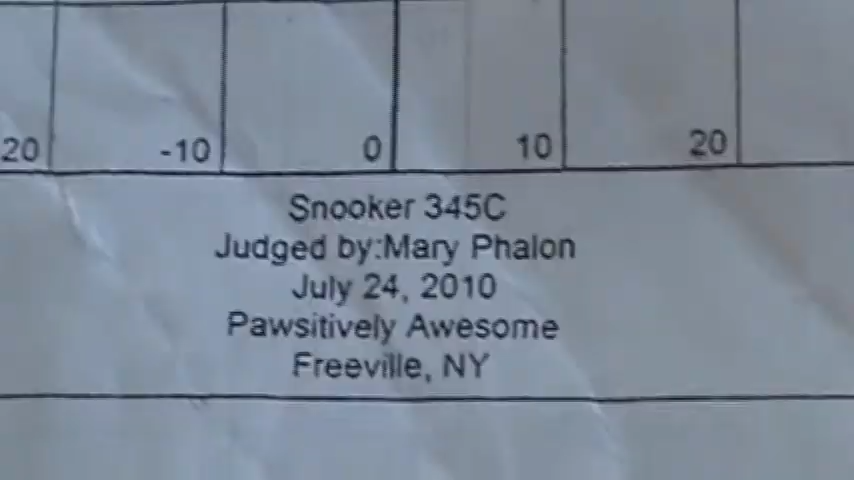 20 -10 0 10 20
Snooker 345C
Judged by:Mary Phalon
July 24, 2010
Pawsitively Awesome
Freeville, NY